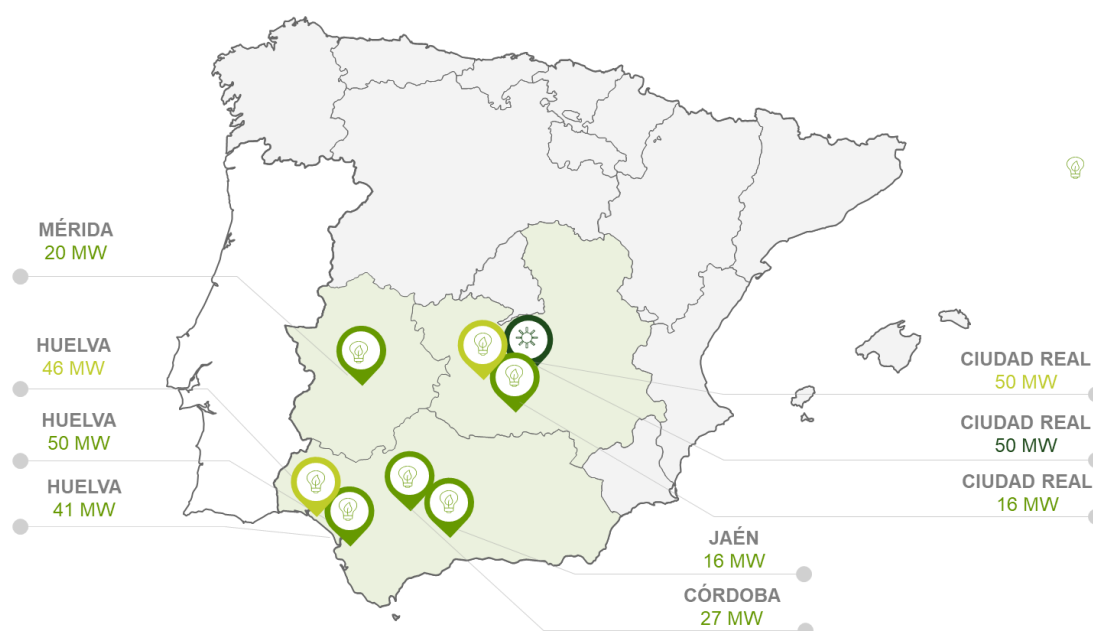 MÉRIDA
20 MW
HUELVA
46 MW
HUELVA
50 MW
HUELVA
41 MW
CIUDAD REAL
50 MW
CIUDAD REAL
50 MW
CIUDAD REAL
16 MW
JAÉN
16 MW
CÓRDOBA
27 MW